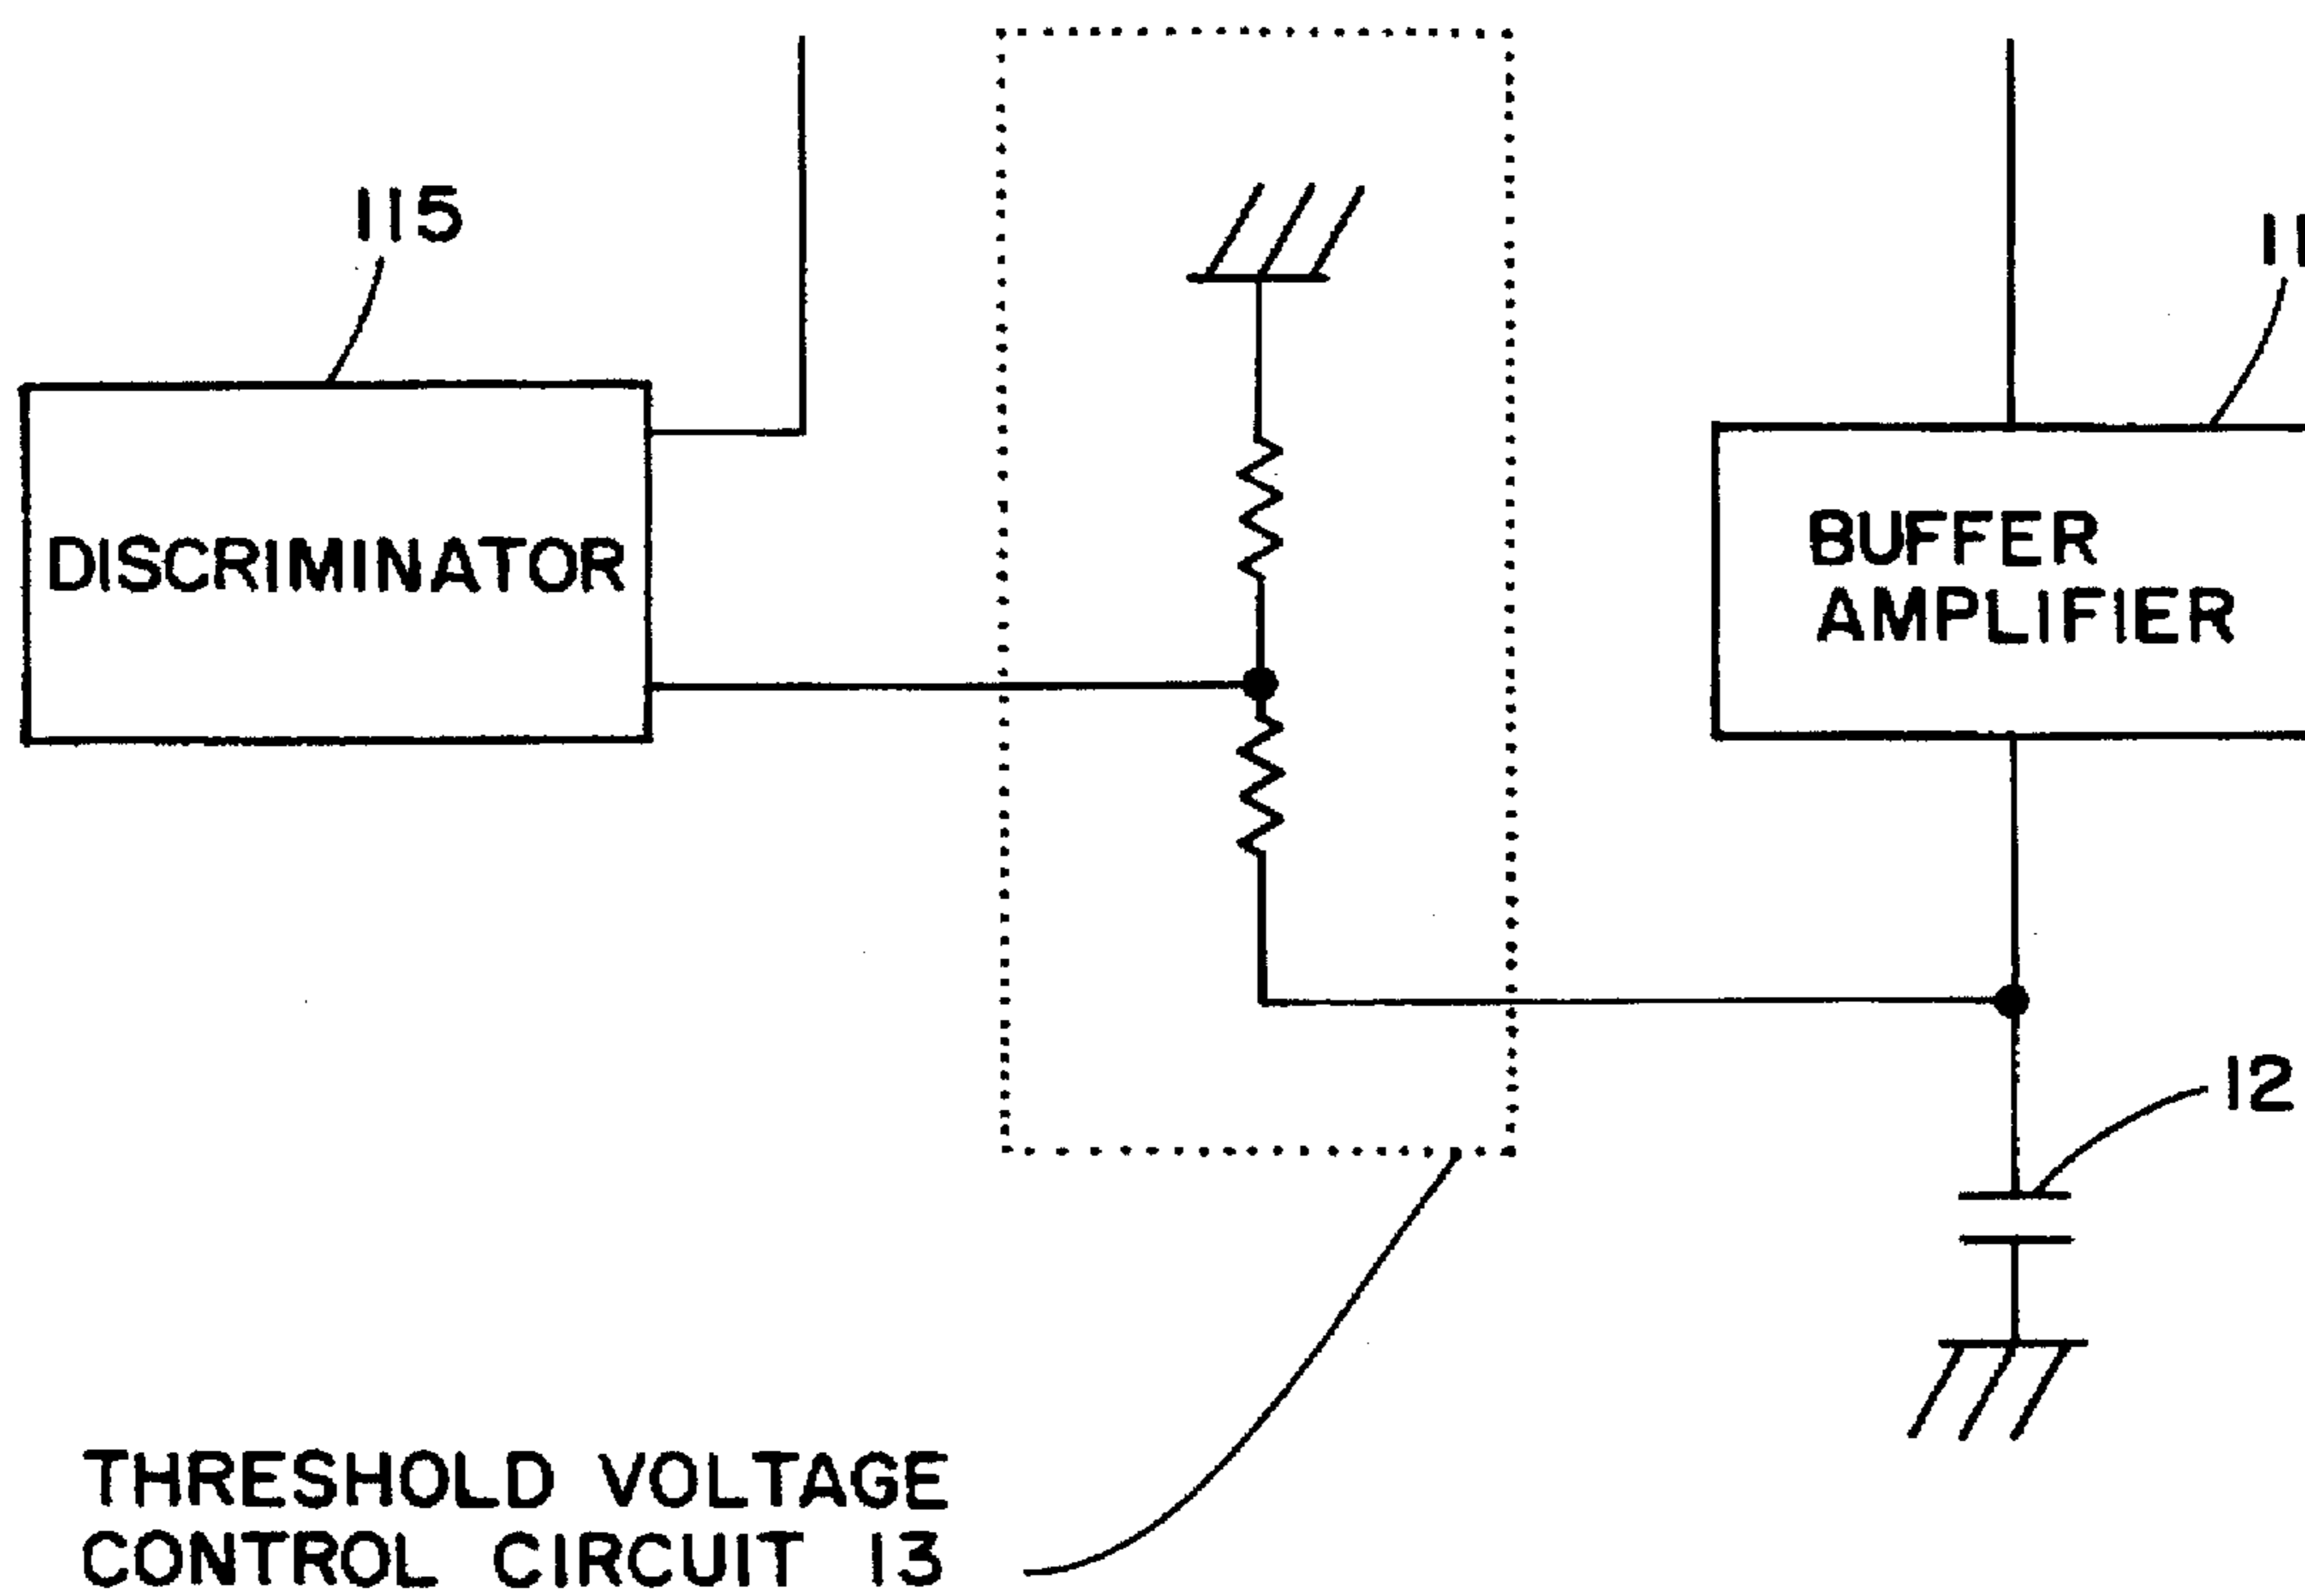 115
DISCRIMINATOR
BUFFER
AMPLIFIER
12
THRESHOLD VOLTAGE
CONTROL CIRCUIT 13